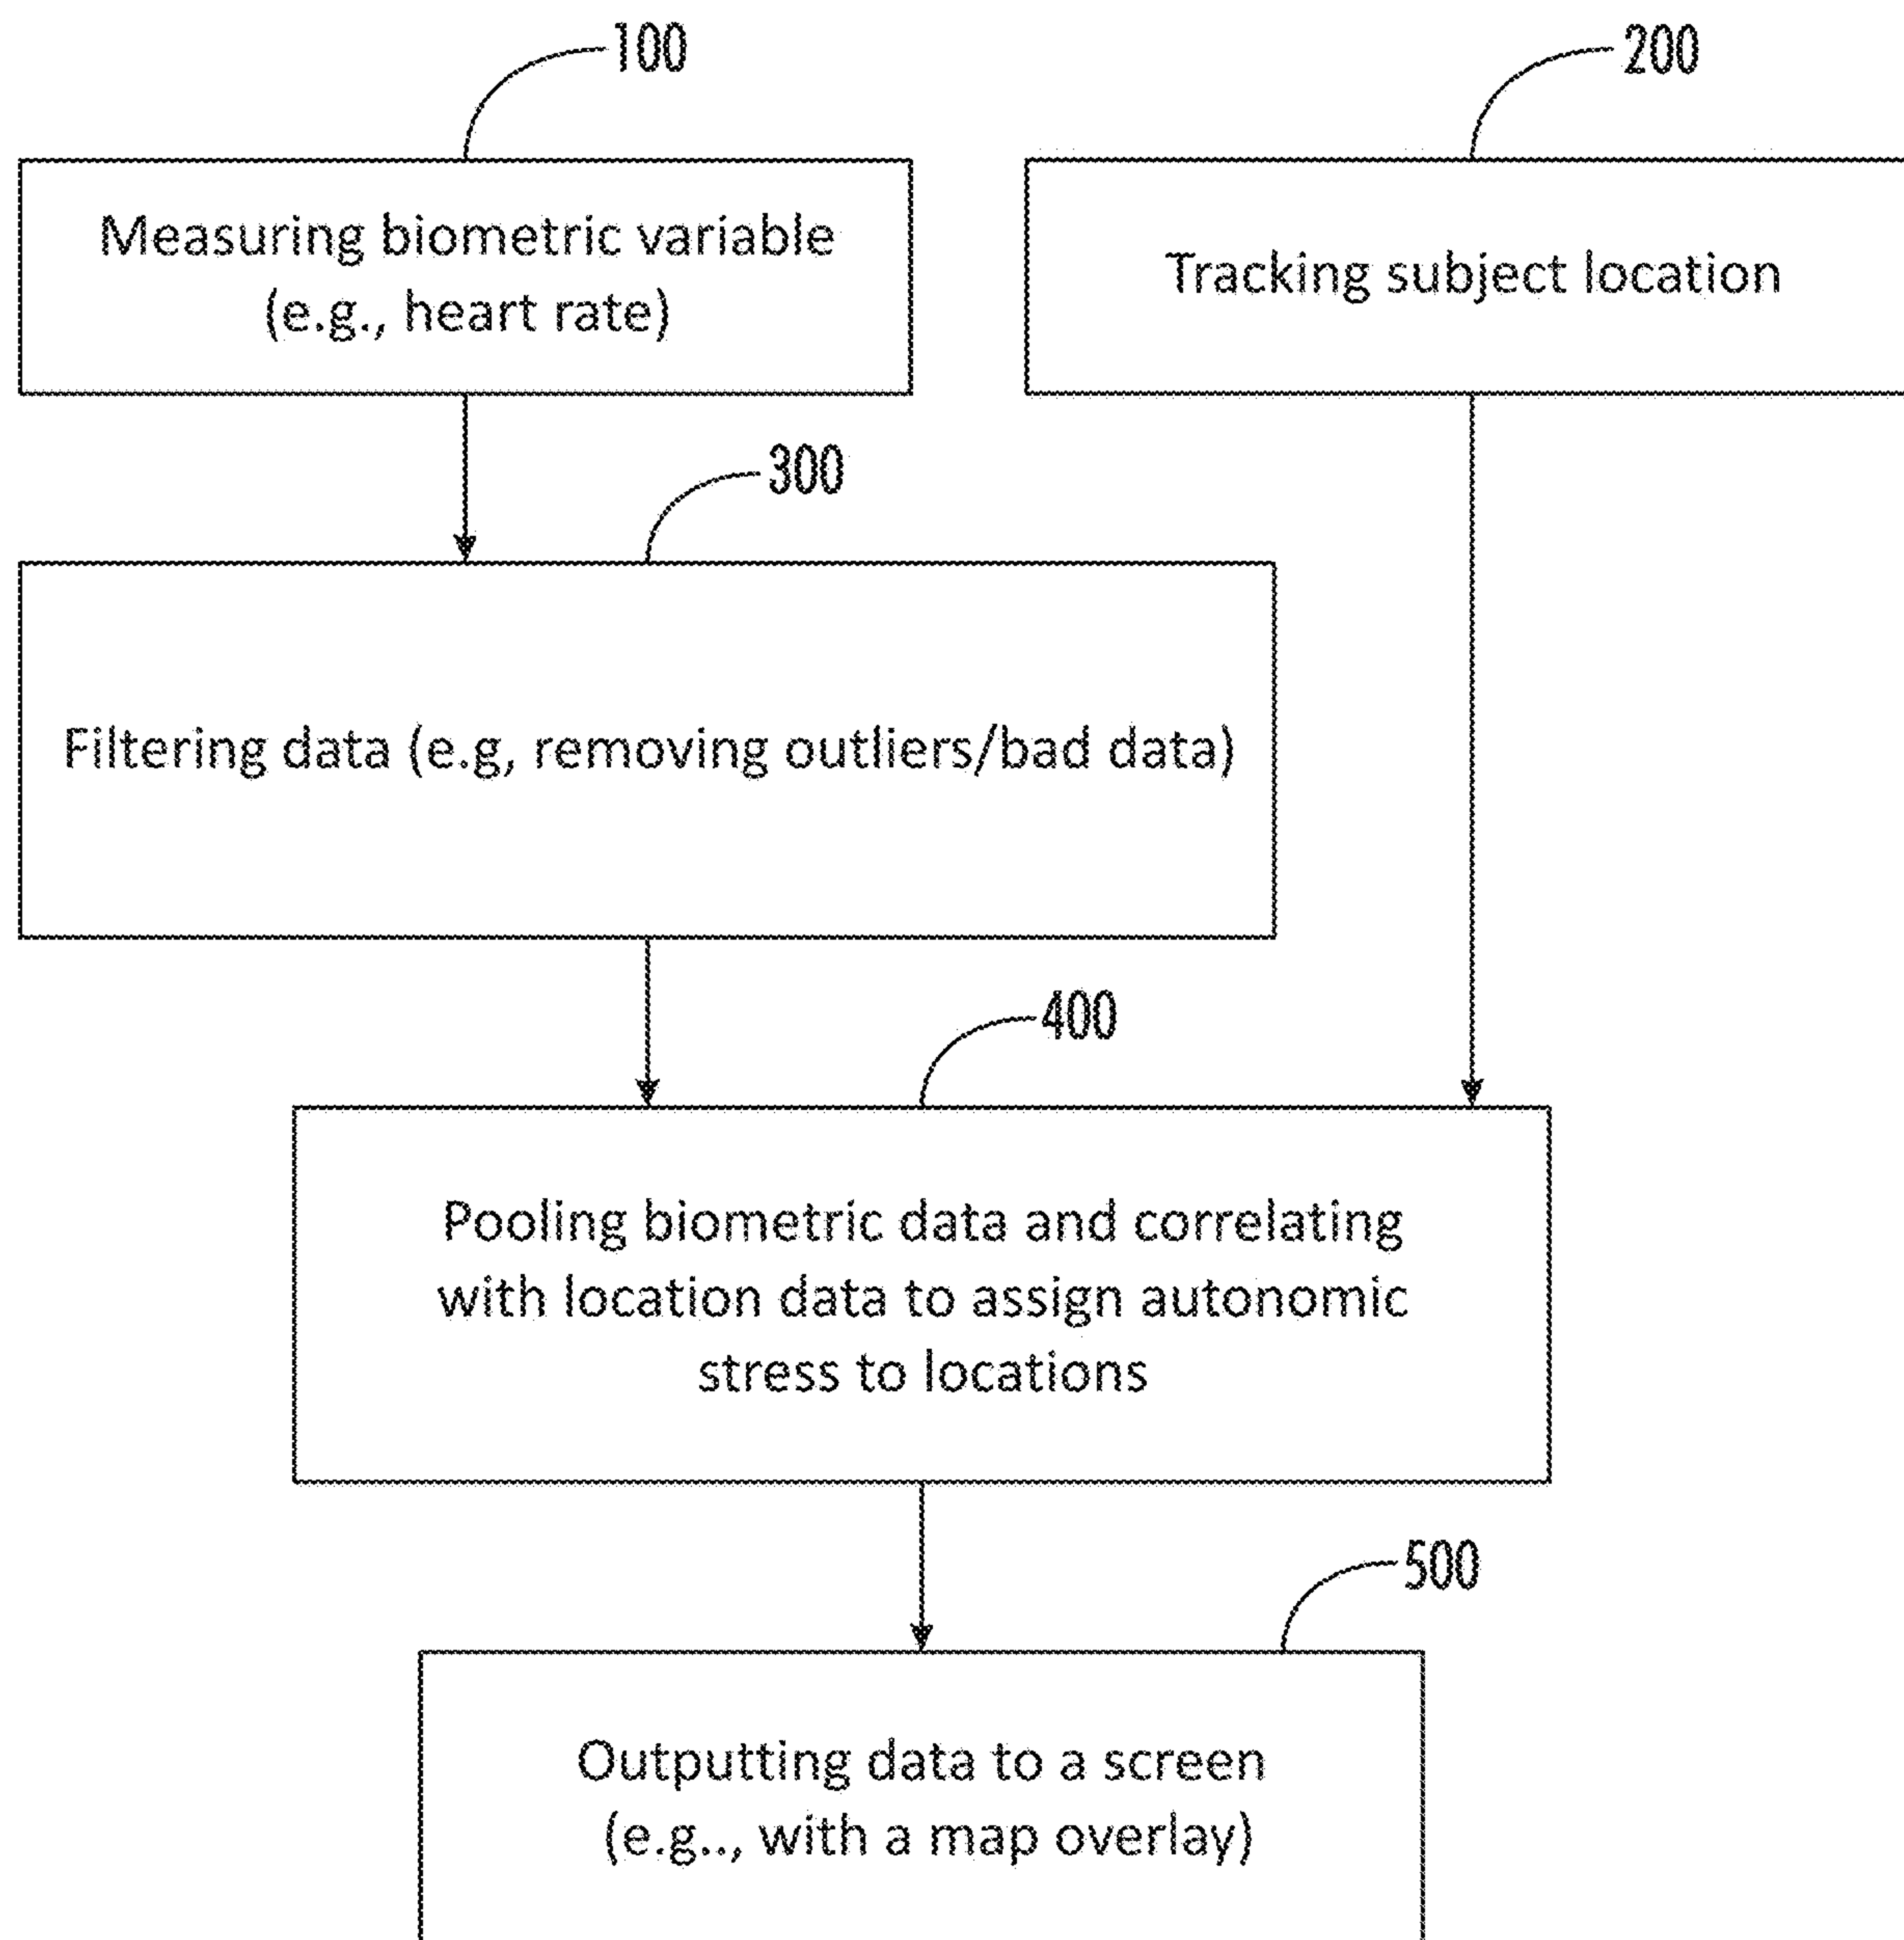 100
200
Measuring biometric variable
(e.g., heart rate)
Tracking subject location
300
Filtering data (e.g, removing outliers/bad data)
400
Pooling biometric data and correlating
with location data to assign autonomic
stress to locations
500
Outputting data to a screen
(e.g.., with a map overlay)